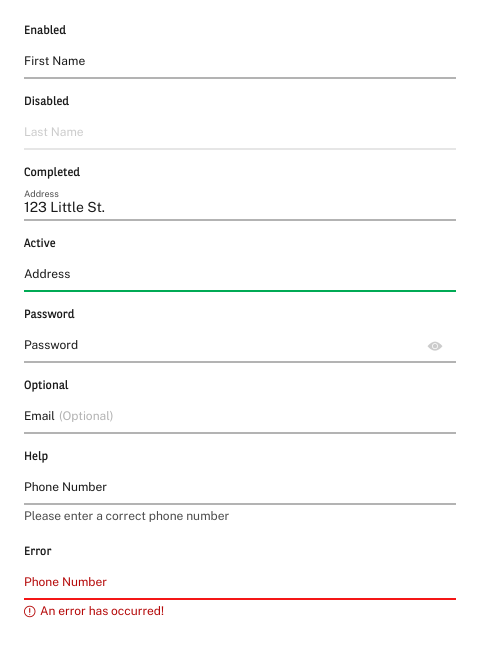 Enabled
First Name
Disabled
Last Name
Completed
Address
123 Little St.
Active
Address
Password
Password
Optional
Email (Optional)
Help
Phone Number
Please enter a correct phone number
Error
Phone Number
An error has occurred!